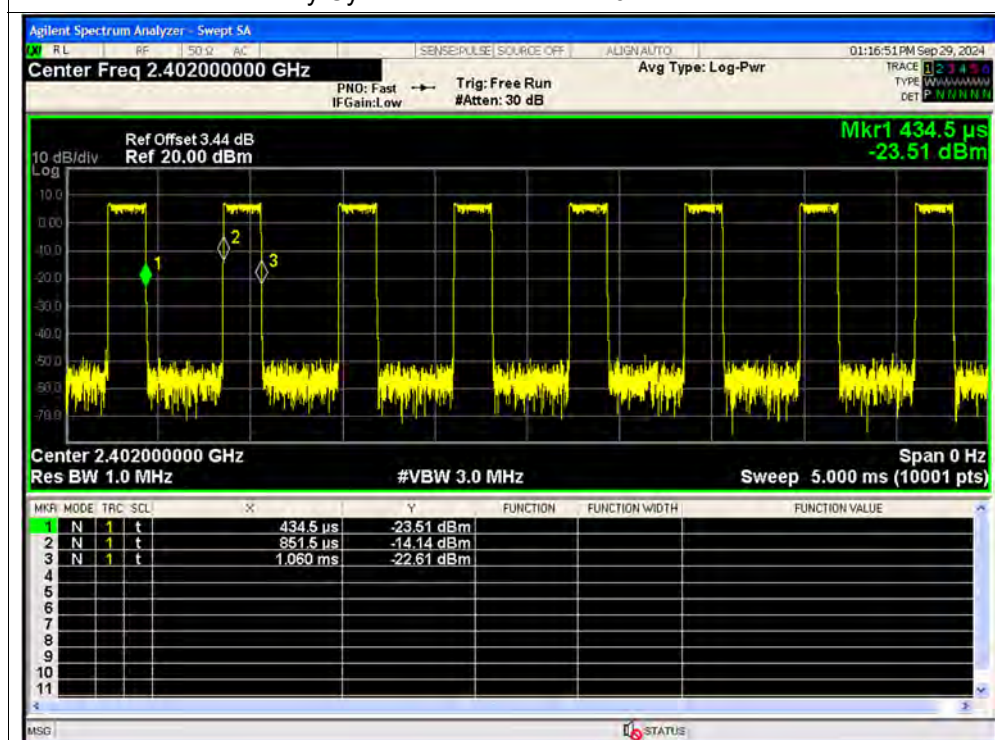 Agilent Spectrum Analyzer - Swept SA
RL RF 50 Ω AC SENSE:PULSE SOURCE OFF ALIGN AUTO 01:16:51 PM Sep 29, 2024
Center Freq 2.402000000 GHz Avg Type: Log-Pwr TRACE 1 2 3 4 5 6
PNO: Fast Trig: Free Run TYPE WWWWWW
IFGain:Low #Atten: 30 dB DET P N N N N N
Mkr1 434.5 µs
Ref Offset 3.44 dB
10 dB/div Ref 20.00 dBm -23.51 dBm
Log
10.0
0.00
-10.0
-20.0
-30.0
-40.0
-50.0
-60.0
-70.0
1
2
3
Center 2.402000000 GHz Span 0 Hz
Res BW 1.0 MHz #VBW 3.0 MHz Sweep 5.000 ms (10001 pts)
MKR MODE TRC SCL X Y FUNCTION FUNCTION WIDTH FUNCTION VALUE
1 N 1 t 434.5 µs -23.51 dBm
2 N 1 t 851.5 µs -14.14 dBm
3 N 1 t 1.060 ms -22.61 dBm
4
5
6
7
8
9
10
11
MSG STATUS